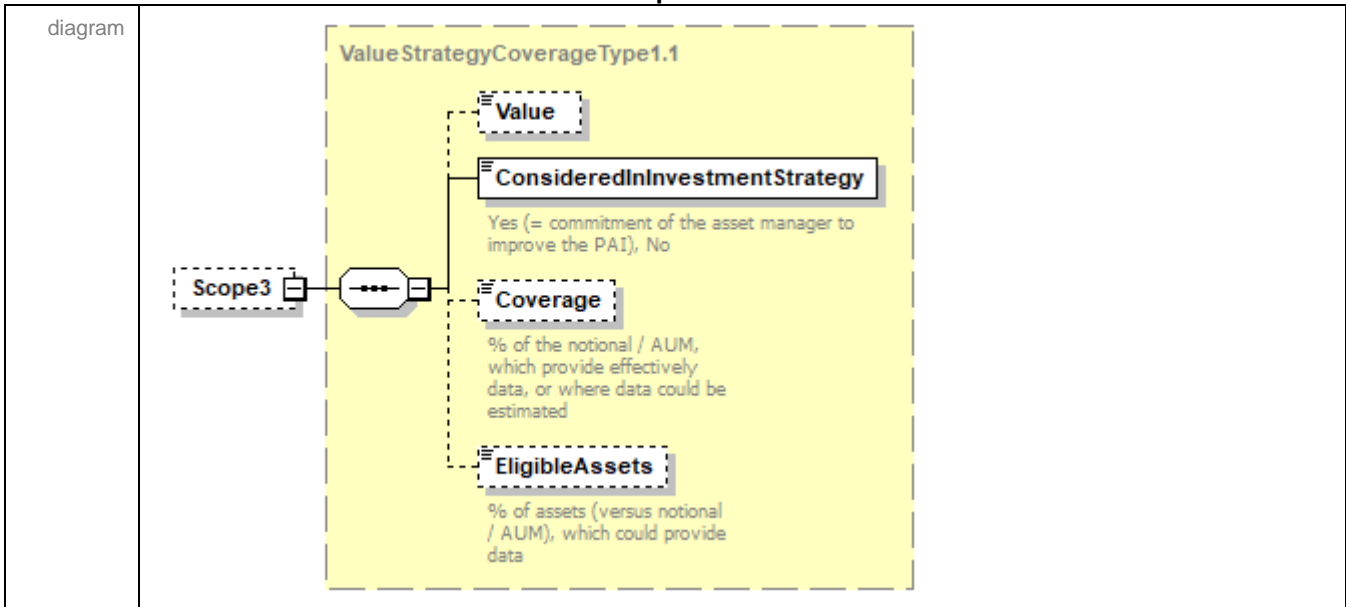 diagram
ValueStrategyCoverageType1.1
Value
ConsideredInInvestmentStrategy
Yes (= commitment of the asset manager to
improve the PAI), No
Scope3
Coverage
% of the notional / AUM,
which provide effectively
data, or where data could be
estimated
EligibleAssets
% of assets (versus notional
/ AUM), which could provide
data